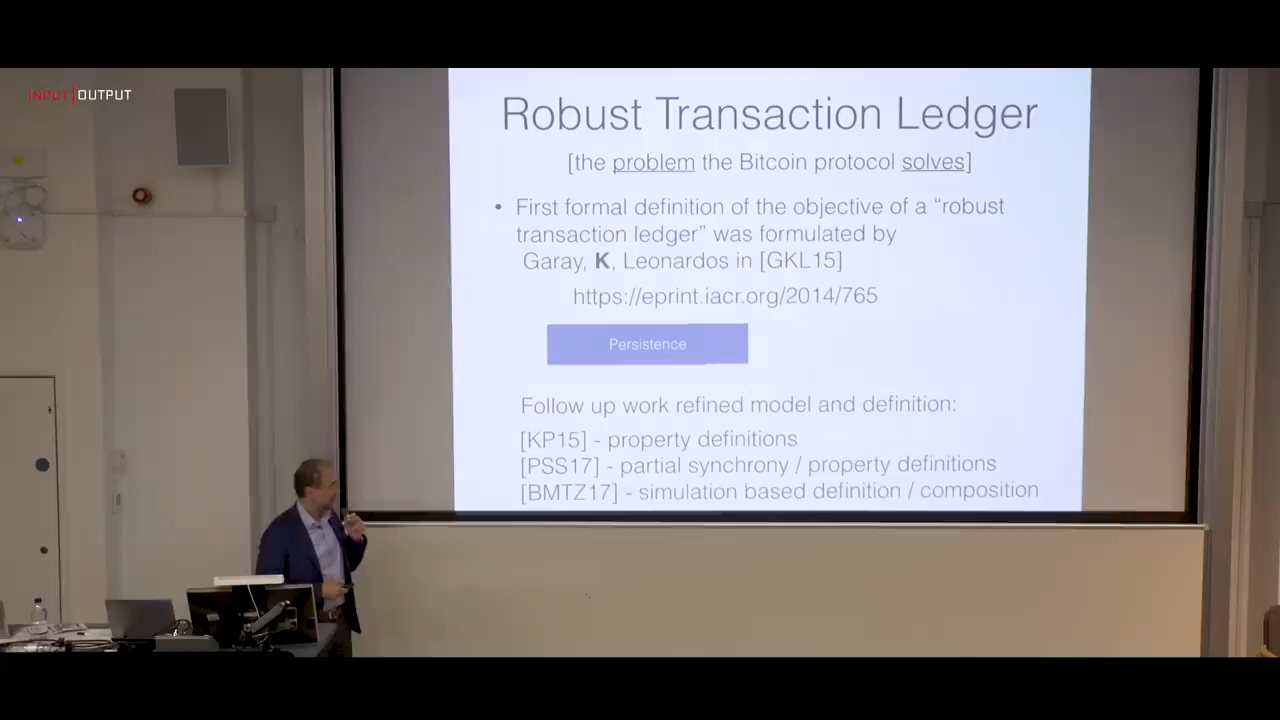 INPUT|OUTPUT
Robust Transaction Ledger
[the problem the Bitcoin protocol solves]
• First formal definition of the objective of a “robust
transaction ledger” was formulated by
Garay, K, Leonardos in [GKL15]
https://eprint.iacr.org/2014/765
Persistence
Follow up work refined model and definition:
[KP15] - property definitions
[PSS17] - partial synchrony / property definitions
[BMTZ17] - simulation based definition / composition